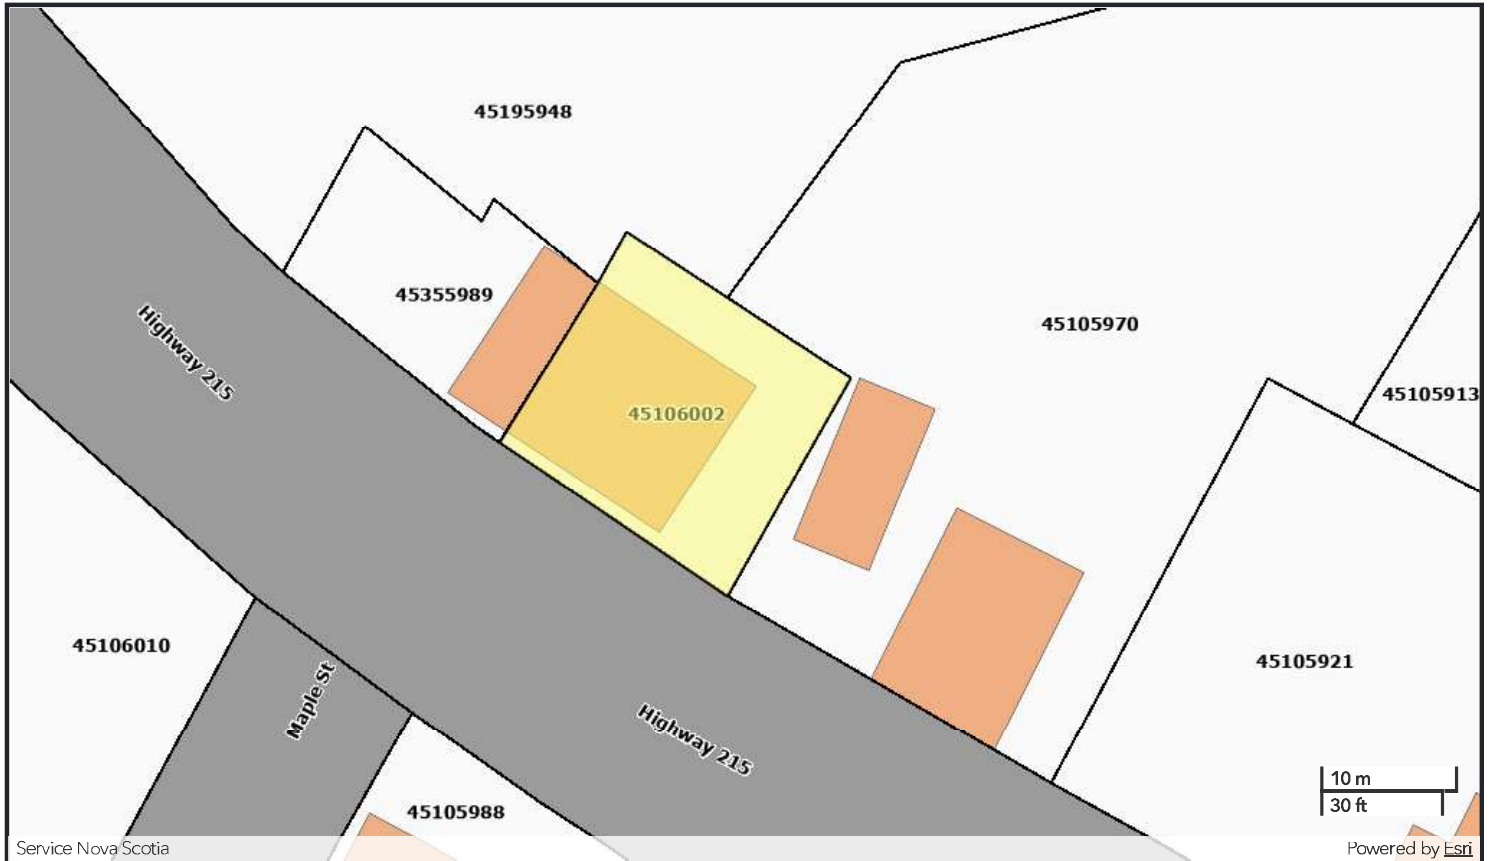 45195948
45355989
45105970
Highway 215
45105913
45106002
45106010
45105921
Maple St
Highway 215
10 m
30 ft
45105988
Service Nova Scotia
Powered by Esri